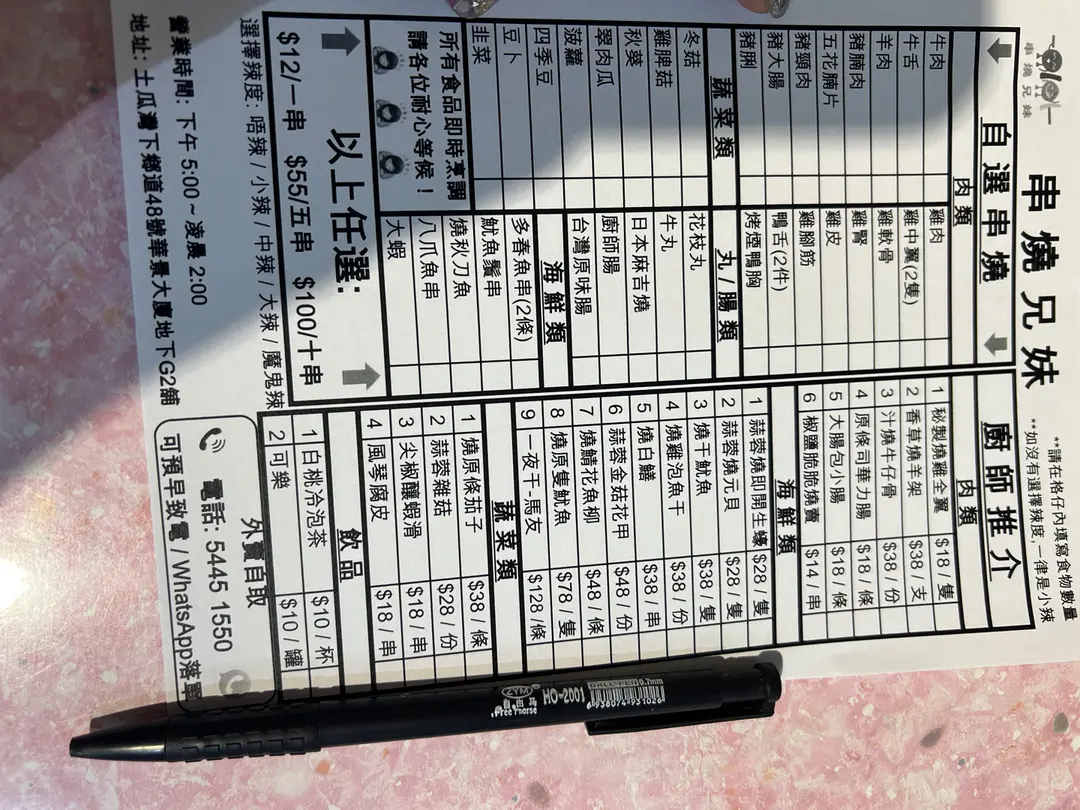 串燒兄妹
串燒兄妹
**請在格仔內填寫食物數量
**如沒有選擇辣度,一律是小辣
自選串燒
肉類
牛肉
牛舌
羊肉
豬腩肉
五花腩片
豬頸肉
豬大腸
豬脷
雞肉
雞中翼(2隻)
雞軟骨
雞腎
雞皮
雞腳筋
鴨舌(2件)
烤煙鴨胸
蔬菜類
冬菇
雞脾菇
秋葵
翠肉瓜
菠蘿
四季豆
豆卜
韭菜
丸/腸類
花枝丸
牛丸
日本麻吉燒
廚師腸
台灣原味腸
海鮮類
多春魚串(2條)
魷魚鬚串
燒秋刀魚
八爪魚串
大蝦
所有食品即時烹調
請各位耐心等候！
以上任選：
$12/一串 $55/五串 $100/十串
選擇辣度: 唔辣 / 小辣 / 中辣 / 大辣 / 魔鬼辣
廚師推介
肉類
1 秘製燒雞全翼 $18 / 隻
2 香草燒羊架 $38 / 支
3 汁燒牛仔骨 $38 / 份
4 原條司華力腸 $18 / 條
5 大腸包小腸 $18 / 條
6 椒鹽脆脆燒賣 $14 / 串
海鮮類
1 蒜蓉燒即開生蠔 $28 / 隻
2 蒜蓉燒元貝 $28 / 隻
3 燒干魷魚 $38 / 隻
4 燒雞泡魚干 $38 / 份
5 燒白鱔 $38 / 串
6 蒜蓉金菇花甲 $48 / 份
7 燒鯖花魚柳 $48 / 條
8 燒原隻魷魚 $78 / 隻
9 一夜干-馬友 $128 / 條
蔬菜類
1 燒原條茄子 $38 / 條
2 蒜蓉雜菇 $28 / 份
3 尖椒釀蝦滑 $18 / 串
4 風琴腐皮 $18 / 串
飲品
1 白桃冷泡茶 $10 / 杯
2 可樂 $10 / 罐
外賣自取
電話: 5445 1550
可預早致電 / WhatsApp落單
營業時間: 下午 5:00 ~ 凌晨 2:00
地址: 土瓜灣下鄉道48號華景大廈地下G2舖
ZYM
Free Horse
HO-2001
BALL PEN 0.7mm
6938074931026